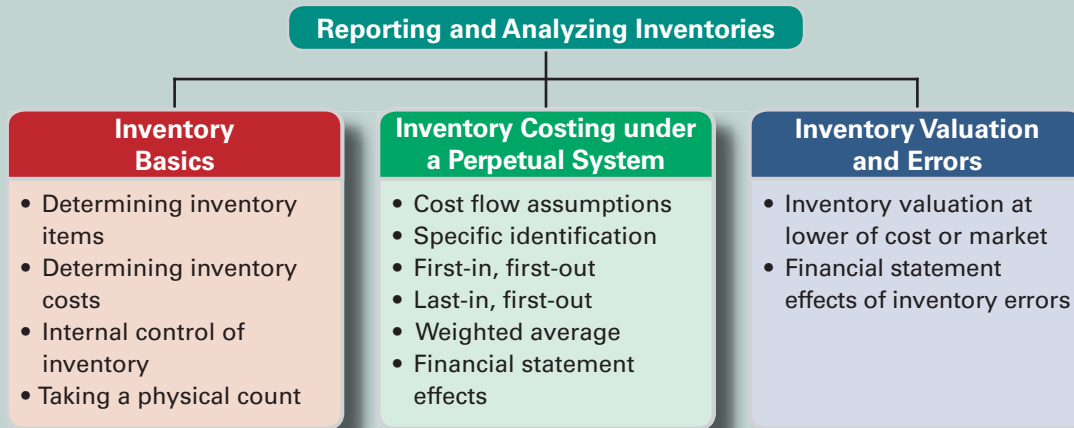 Reporting and Analyzing Inventories
Inventory
Basics
• Determining inventory
items
• Determining inventory
costs
• Internal control of
inventory
• Taking a physical count
Inventory Costing under
a Perpetual System
• Cost flow assumptions
• Specific identification
• First-in, first-out
• Last-in, first-out
• Weighted average
• Financial statement
effects
Inventory Valuation
and Errors
• Inventory valuation at
lower of cost or market
• Financial statement
effects of inventory errors